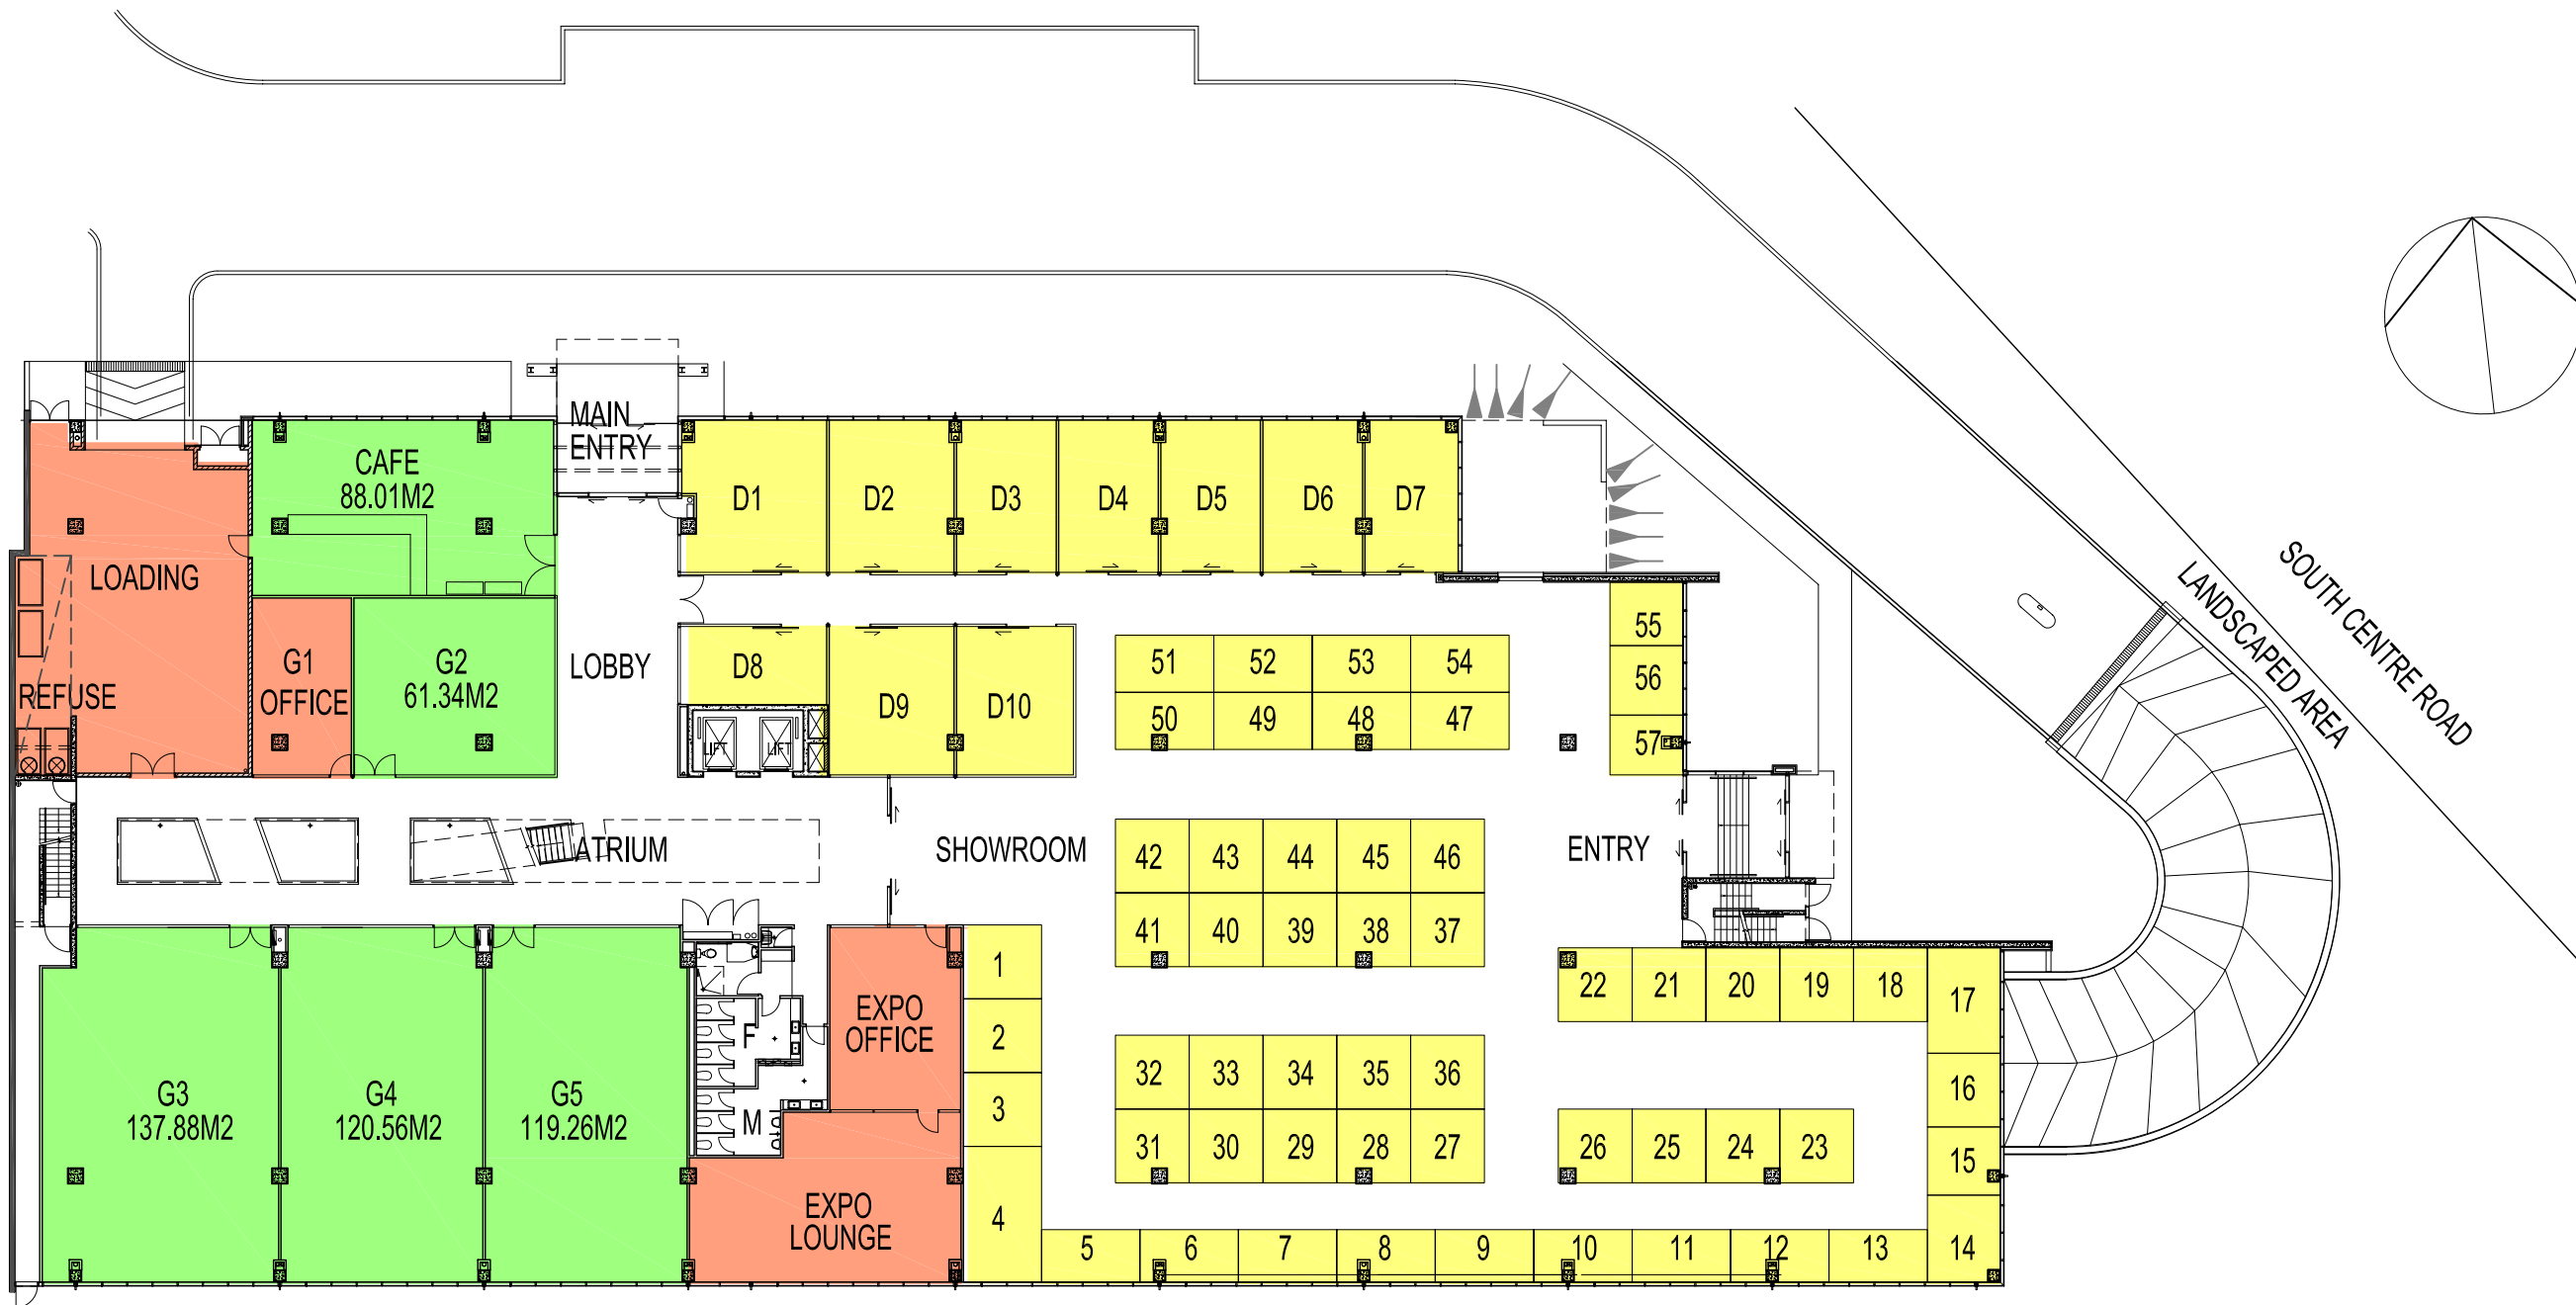 MAIN
ENTRY
CAFE
88.01M2
D1
D2
D3
D4
D5
D6
D7
LOADING
REFUSE
G1
OFFICE
G2
61.34M2
LOBBY
D8
D9
D10
LIFT
LIFT
51
52
53
54
50
49
48
47
55
56
57
SOUTH CENTRE ROAD
LANDSCAPED AREA
ATRIUM
SHOWROOM
ENTRY
42
43
44
45
46
41
40
39
38
37
1
2
3
4
EXPO
OFFICE
F
M
G3
137.88M2
G4
120.56M2
G5
119.26M2
EXPO
LOUNGE
22
21
20
19
18
17
16
15
14
32
33
34
35
36
31
30
29
28
27
26
25
24
23
5
6
7
8
9
10
11
12
13